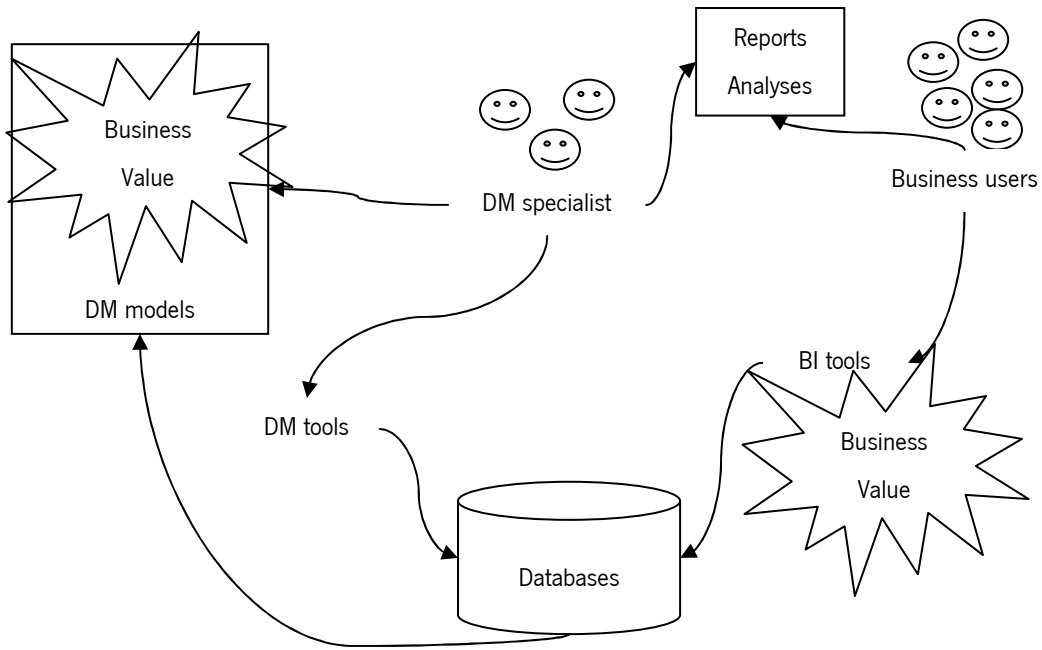 Reports
Analyses
Business
Value
DM specialist
Business users
DM models
BI tools
DM tools
Business
Value
Databases